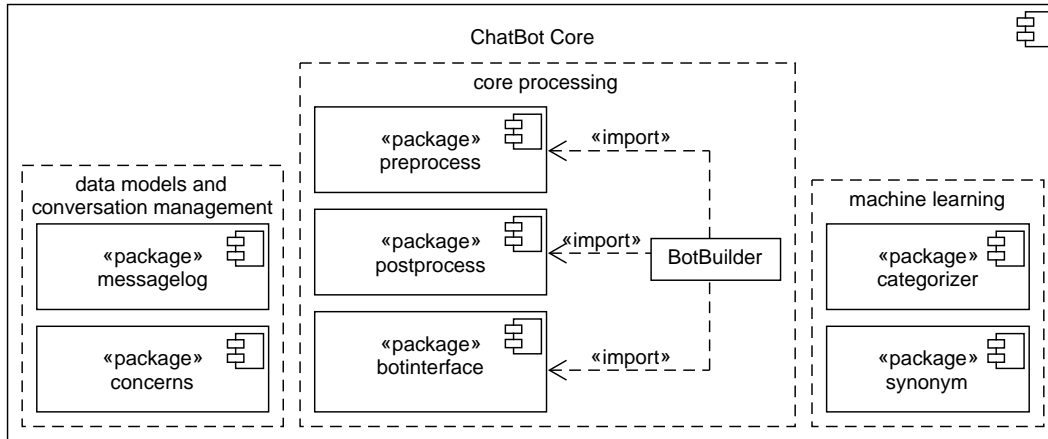 ChatBot Core
data models and
conversation management
«package»
messagelog
«package»
concerns
core processing
«package»
preprocess
«package»
postprocess
«package»
botinterface
«import»
«import»
«import»
BotBuilder
machine learning
«package»
categorizer
«package»
synonym